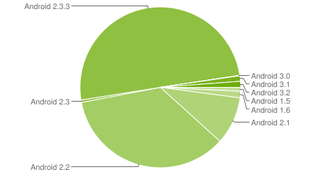 Android 2.3.3
Android 3.0
Android 3.1
Android 3.2
Android 1.5
Android 1.6
Android 2.1
Android 2.3
Android 2.2